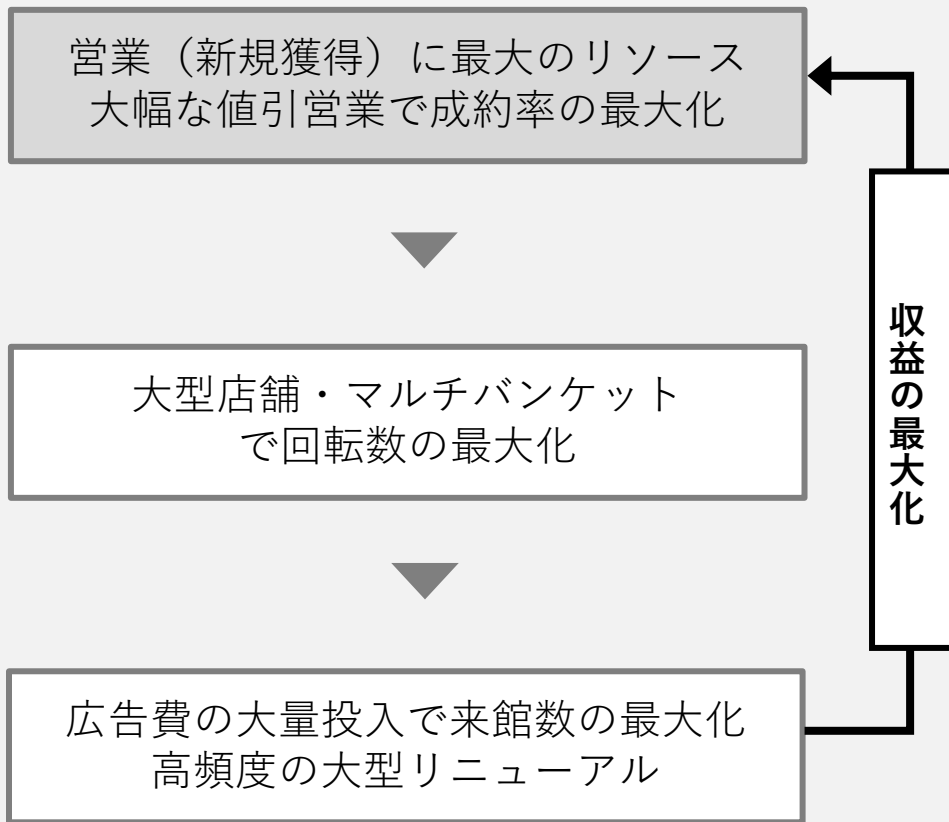 営業（新規獲得）に最大のリソース
大幅な値引営業で成約率の最大化
大型店舗・マルチバンケット
で回転数の最大化
広告費の大量投入で来館数の最大化
高頻度の大型リニューアル
収益の最大化